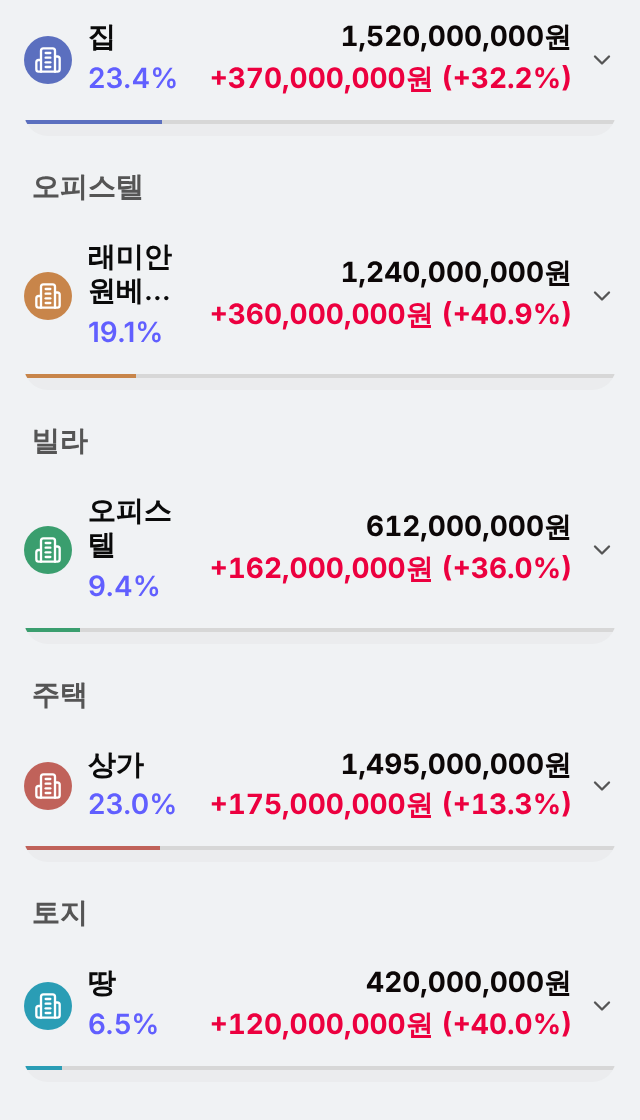 집
1,520,000,000원
23.4%
+370,000,000원 (+32.2%)
오피스텔
래미안
원베...
1,240,000,000원
19.1%
+360,000,000원 (+40.9%)
빌라
오피스
텔
612,000,000원
9.4%
+162,000,000원 (+36.0%)
주택
상가
1,495,000,000원
23.0%
+175,000,000원 (+13.3%)
토지
땅
420,000,000원
6.5%
+120,000,000원 (+40.0%)